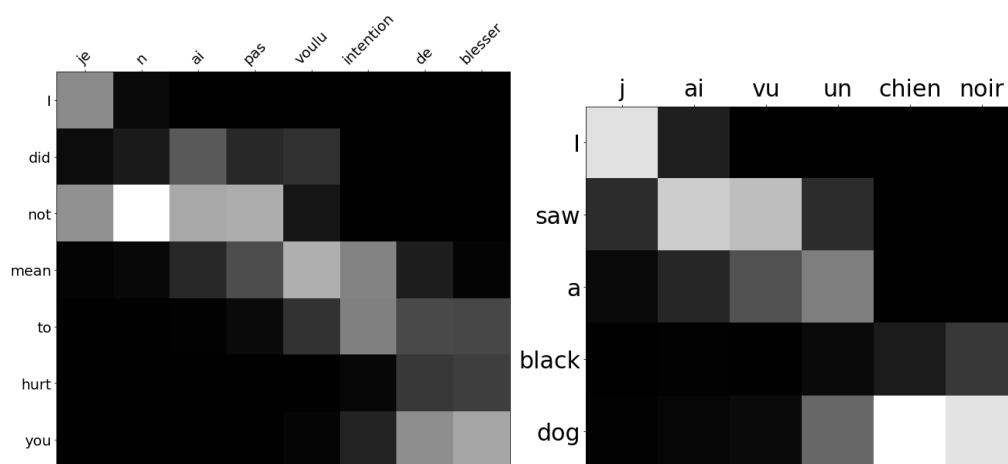 je n ai pas voulu intention de blesser
I
did
not
mean
to
hurt
you
j ai vu un chien noir
I
saw
a
black
dog